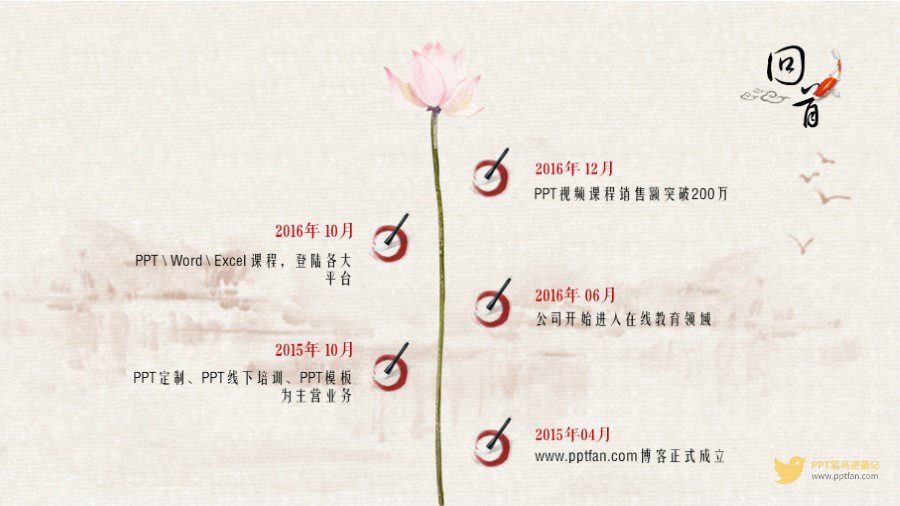 回首
2016年 12月
PPT视频课程销售额突破200万
2016年 10月
PPT \ Word \ Excel 课程，登陆各大
平台
2016年 06月
公司开始进入在线教育领域
2015年 10月
PPT定制、PPT线下培训、PPT模板
为主营业务
2015年04月
www.pptfan.com 博客正式成立
PPT菜鸟逆袭记
www.pptfan.com